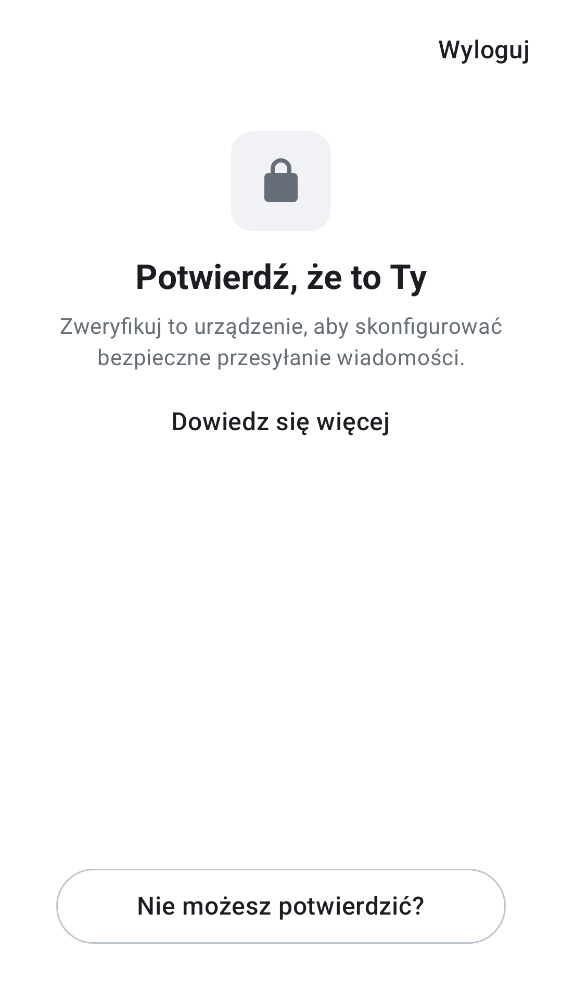 Wyloguj
Potwierdź, że to Ty
Zweryfikuj to urządzenie, aby skonfigurować
bezpieczne przesyłanie wiadomości.
Dowiedz się więcej
Nie możesz potwierdzić?